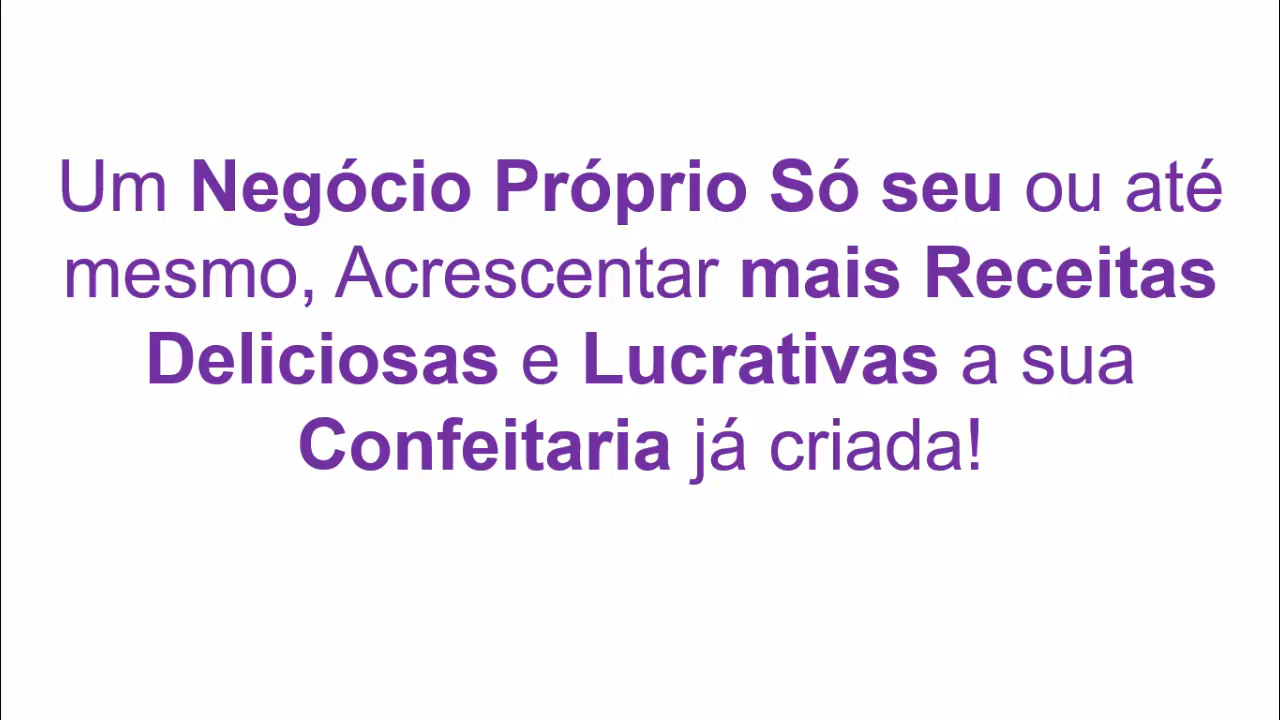 Um Negócio Próprio Só seu ou até
mesmo, Acrescentar mais Receitas
Deliciosas e Lucrativas a sua
Confeitaria já criada!